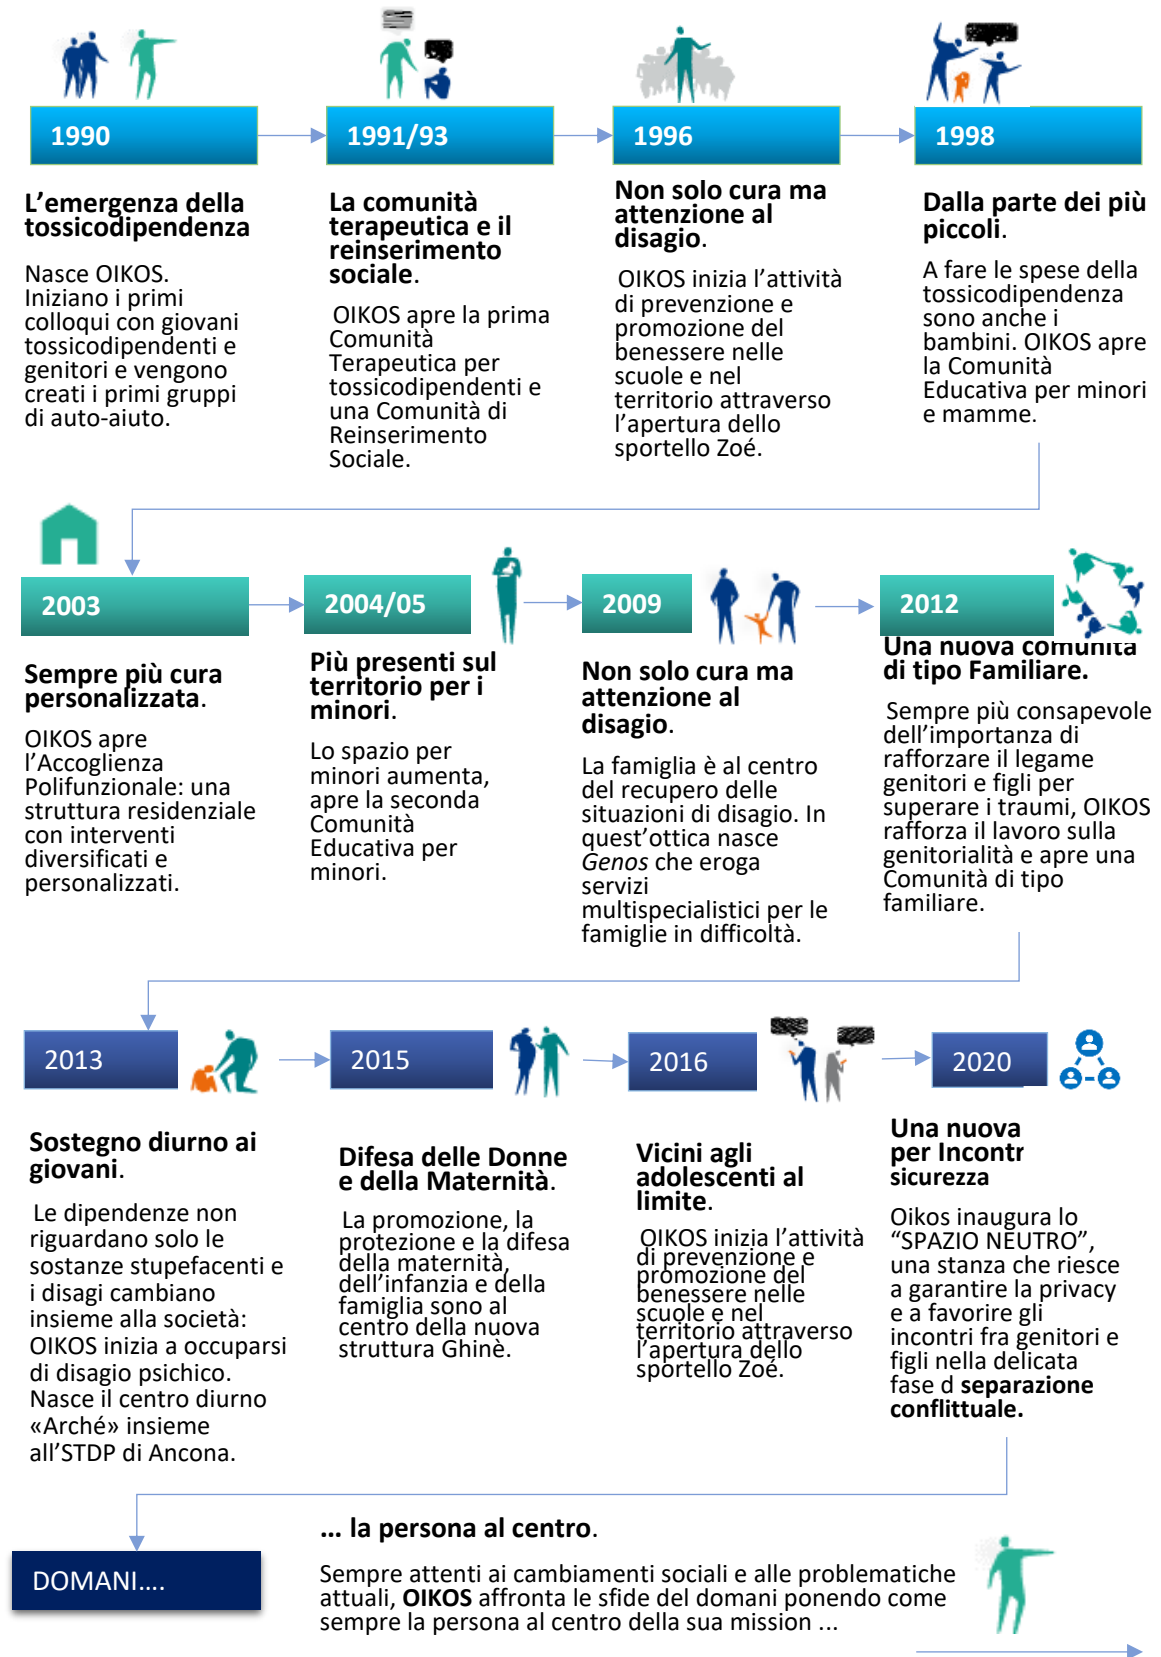 1990
1991/93
1996
1998
L’emergenza della
tossicodipendenza
Nasce OIKOS.
Iniziano i primi
colloqui con giovani
tossicodipendenti e
genitori e vengono
creati i primi gruppi
di auto-aiuto.
La comunità
terapeutica e il
reinserimento
sociale.
OIKOS apre la prima
Comunità
Terapeutica per
tossicodipendenti e
una Comunità di
Reinserimento
Sociale.
Non solo cura ma
attenzione al
disagio.
OIKOS inizia l’attività
di prevenzione e
promozione del
benessere nelle
scuole e nel
territorio attraverso
l’apertura dello
sportello Zoé.
Dalla parte dei più
piccoli.
A fare le spese della
tossicodipendenza
sono anche i
bambini. OIKOS apre
la Comunità
Educativa per minori
e mamme.
2003
2004/05
2009
2012
Sempre più cura
personalizzata.
OIKOS apre
l’Accoglienza
Polifunzionale: una
struttura residenziale
con interventi
diversificati e
personalizzati.
Più presenti sul
territorio per i
minori.
Lo spazio per
minori aumenta,
apre la seconda
Comunità
Educativa per
minori.
Non solo cura ma
attenzione al
disagio.
La famiglia è al centro
del recupero delle
situazioni di disagio. In
quest’ottica nasce
Genos che eroga
servizi
multispecialistici per le
famiglie in difficoltà.
Una nuova comunità
di tipo Familiare.
Sempre più consapevole
dell’importanza di
rafforzare il legame
genitori e figli per
superare i traumi, OIKOS
rafforza il lavoro sulla
genitorialità e apre una
Comunità di tipo
familiare.
2013
2015
2016
2020
Sostegno diurno ai
giovani.
Le dipendenze non
riguardano solo le
sostanze stupefacenti e
i disagi cambiano
insieme alla società:
OIKOS inizia a occuparsi
di disagio psichico.
Nasce il centro diurno
«Arché» insieme
all’STDP di Ancona.
Difesa delle Donne
e della Maternità.
La promozione, la
protezione e la difesa
della maternità,
dell’infanzia e della
famiglia sono al
centro della nuova
struttura Ghinè.
Vicini agli
adolescenti al
limite.
OIKOS inizia l’attività
di prevenzione e
promozione del
benessere nelle
scuole e nel
territorio attraverso
l’apertura dello
sportello Zoé.
Una nuova
per Incontr
sicurezza
Oikos inaugura lo
“SPAZIO NEUTRO”,
una stanza che riesce
a garantire la privacy
e a favorire gli
incontri fra genitori e
figli nella delicata
fase d separazione
conflittuale.
DOMANI....
... la persona al centro.
Sempre attenti ai cambiamenti sociali e alle problematiche
attuali, OIKOS affronta le sfide del domani ponendo come
sempre la persona al centro della sua mission ...